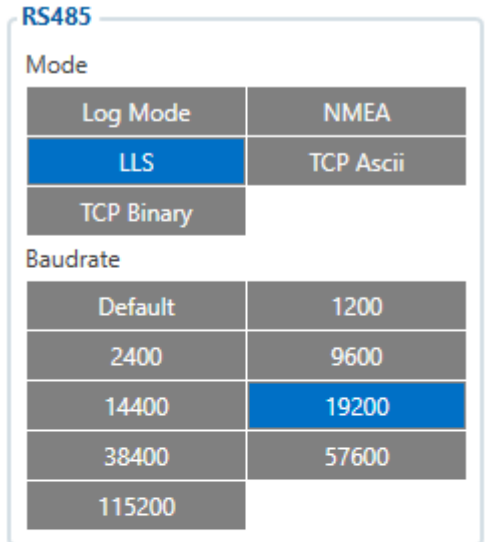 RS485
Mode
Log Mode NMEA
LLS TCP Ascii
TCP Binary
Baudrate
Default 1200
2400 9600
14400 19200
38400 57600
115200